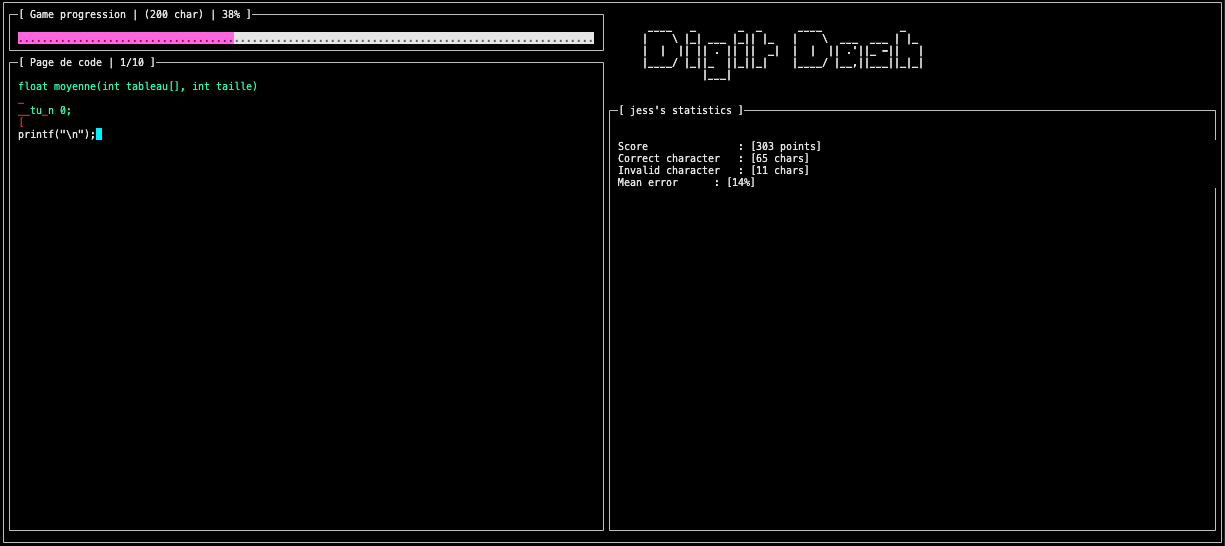 [ Game progression | (200 char) | 38% ]
[ Page de code | 1/10 ]
float moyenne(int tableau[], int taille)
_
__tu_n 0;
[
printf("\n");
Digit Deal
[ jess's statistics ]
Score : [303 points]
Correct character : [65 chars]
Invalid character : [11 chars]
Mean error : [14%]